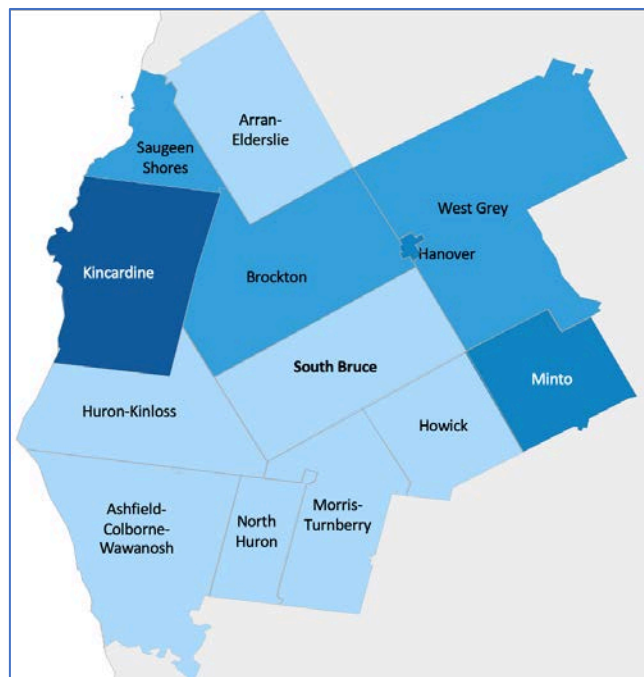 Arran-
Elderslie
Saugeen
Shores
West Grey
Hanover
Kincardine
Brockton
South Bruce
Minto
Huron-Kinloss
Howick
Ashfield-
Colborne-
Wawanosh
North
Huron
Morris-
Turnberry